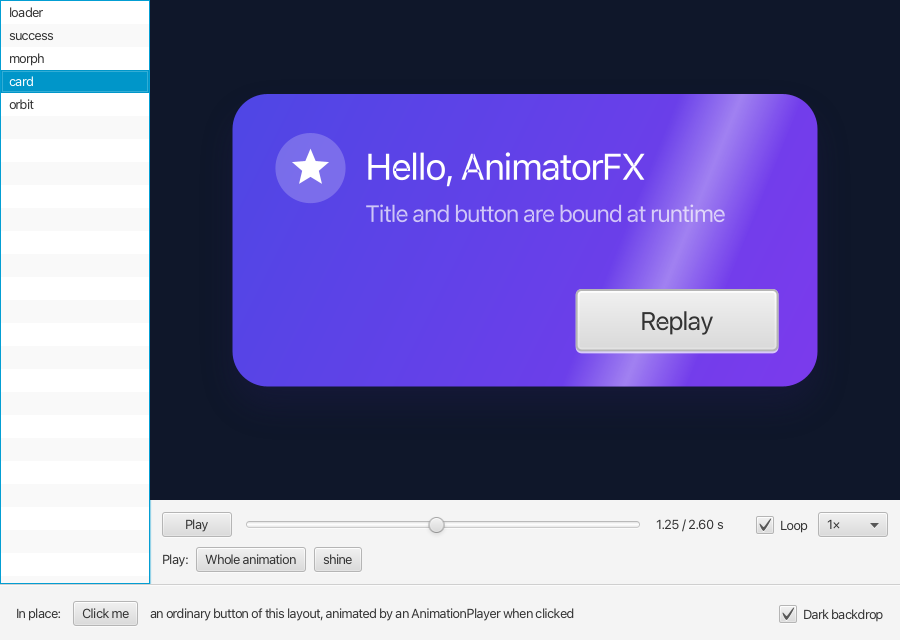 loader
success
morph
card
orbit
Hello, AnimatorFX
Title and button are bound at runtime
Replay
Play
1.25 / 2.60 s
Loop
1×
Play:
Whole animation
shine
In place:
Click me
an ordinary button of this layout, animated by an AnimationPlayer when clicked
Dark backdrop